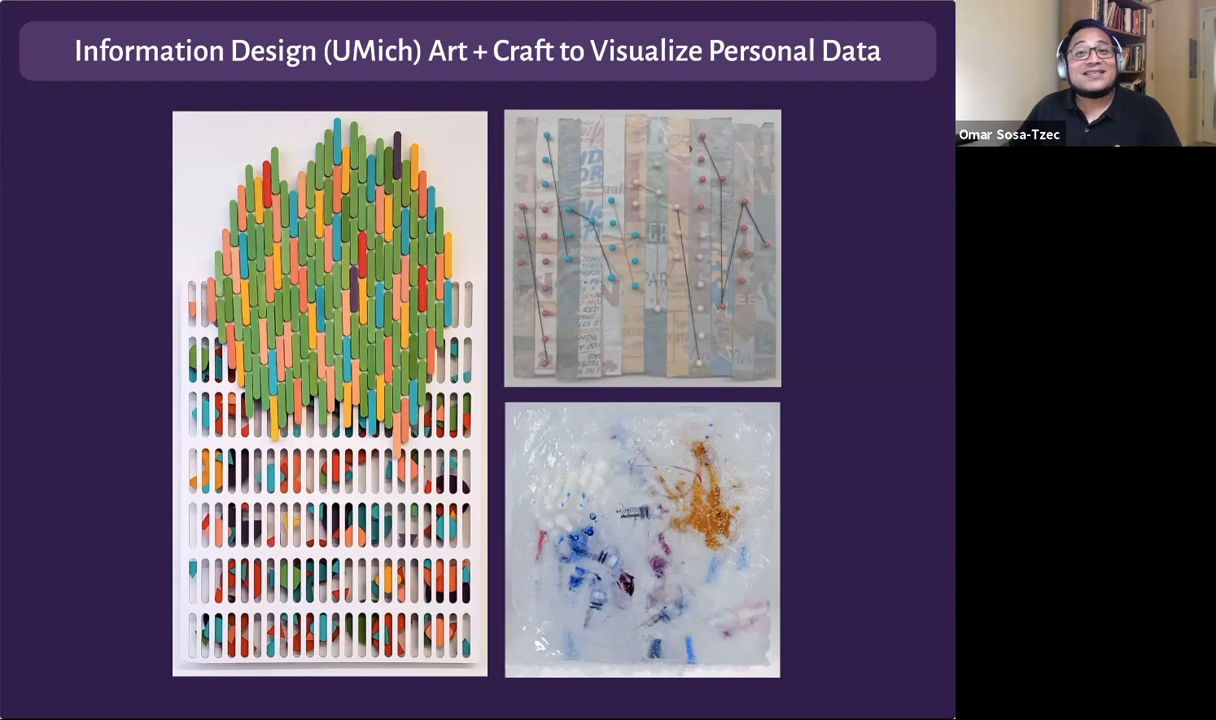 Information Design (UMich) Art + Craft to Visualize Personal Data
Omar Sosa-Tzec